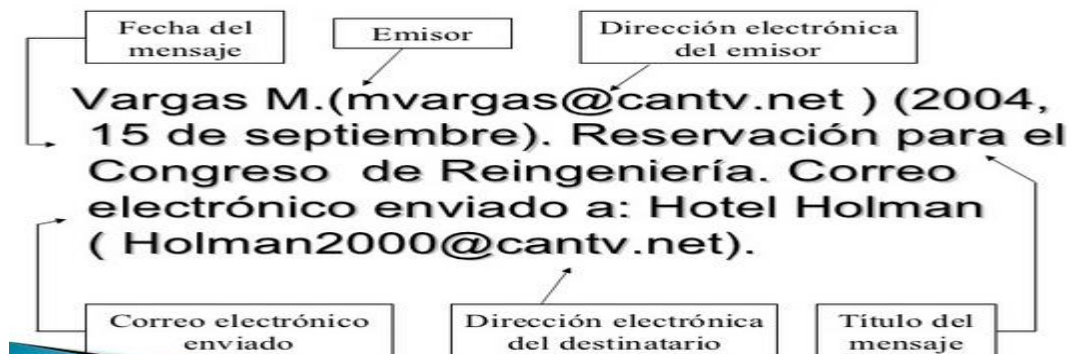 Fecha del
mensaje
Emisor
Dirección electrónica
del emisor
Vargas M.(mvargas@cantv.net ) (2004,
15 de septiembre). Reservación para el
Congreso  de Reingeniería. Correo
electrónico enviado a: Hotel Holman
( Holman2000@cantv.net).
Correo electrónico
enviado
Dirección electrónica
del destinatario
Título del
mensaje